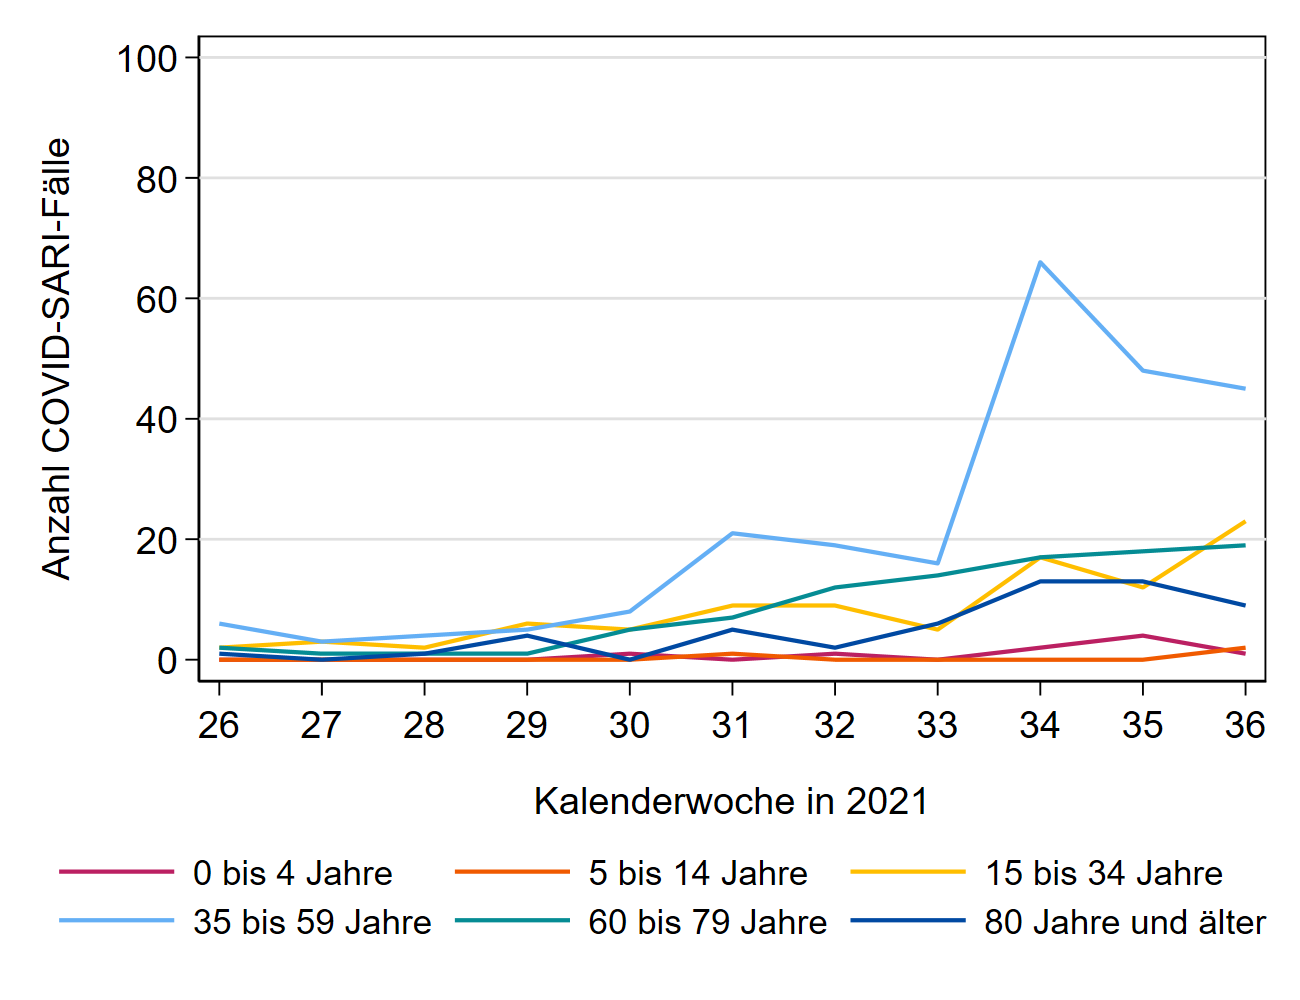 Anzahl COVID-SARI-Fälle
100
80
60
40
20
0
26 27 28 29 30 31 32 33 34 35 36
Kalenderwoche in 2021
0 bis 4 Jahre 5 bis 14 Jahre 15 bis 34 Jahre
35 bis 59 Jahre 60 bis 79 Jahre 80 Jahre und älter